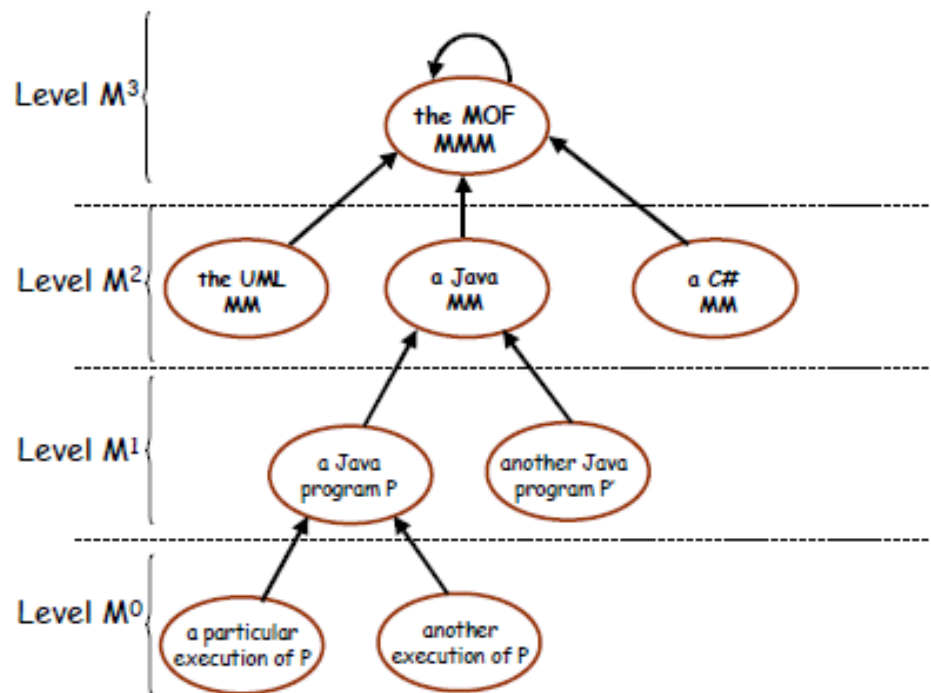 Level M³
the MOF
MMM
Level M²
the UML
MM
a Java
MM
a C#
MM
Level M¹
a Java
program P
another Java
program P'
Level M⁰
a particular
execution of P
another
execution of P